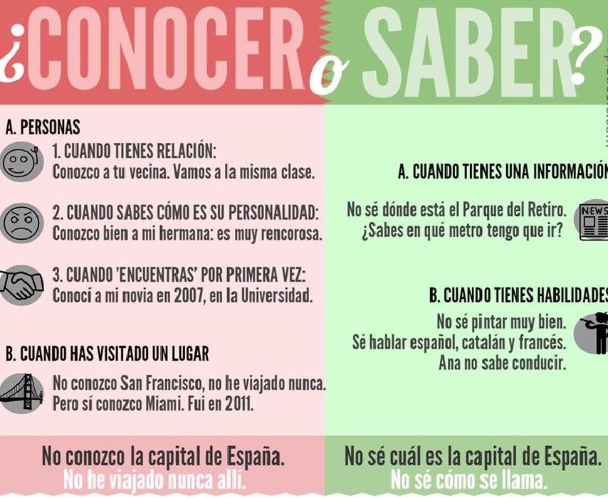 ¿CONOCER o SABER?
A. PERSONAS
1. CUANDO TIENES RELACIÓN:
Conozco a tu vecina. Vamos a la misma clase.
2. CUANDO SABES CÓMO ES SU PERSONALIDAD:
Conozco bien a mi hermana: es muy rencorosa.
3. CUANDO 'ENCUENTRAS' POR PRIMERA VEZ:
Conocí a mi novia en 2007, en la Universidad.
B. CUANDO HAS VISITADO UN LUGAR
No conozco San Francisco, no he viajado nunca.
Pero sí conozco Miami. Fui en 2011.
No conozco la capital de España.
No he viajado nunca allí.
A. CUANDO TIENES UNA INFORMACIÓN
No sé dónde está el Parque del Retiro.
¿Sabes en qué metro tengo que ir?
NEWS
B. CUANDO TIENES HABILIDADES
No sé pintar muy bien.
Sé hablar español, catalán y francés.
Ana no sabe conducir.
No sé cuál es la capital de España.
No sé cómo se llama.